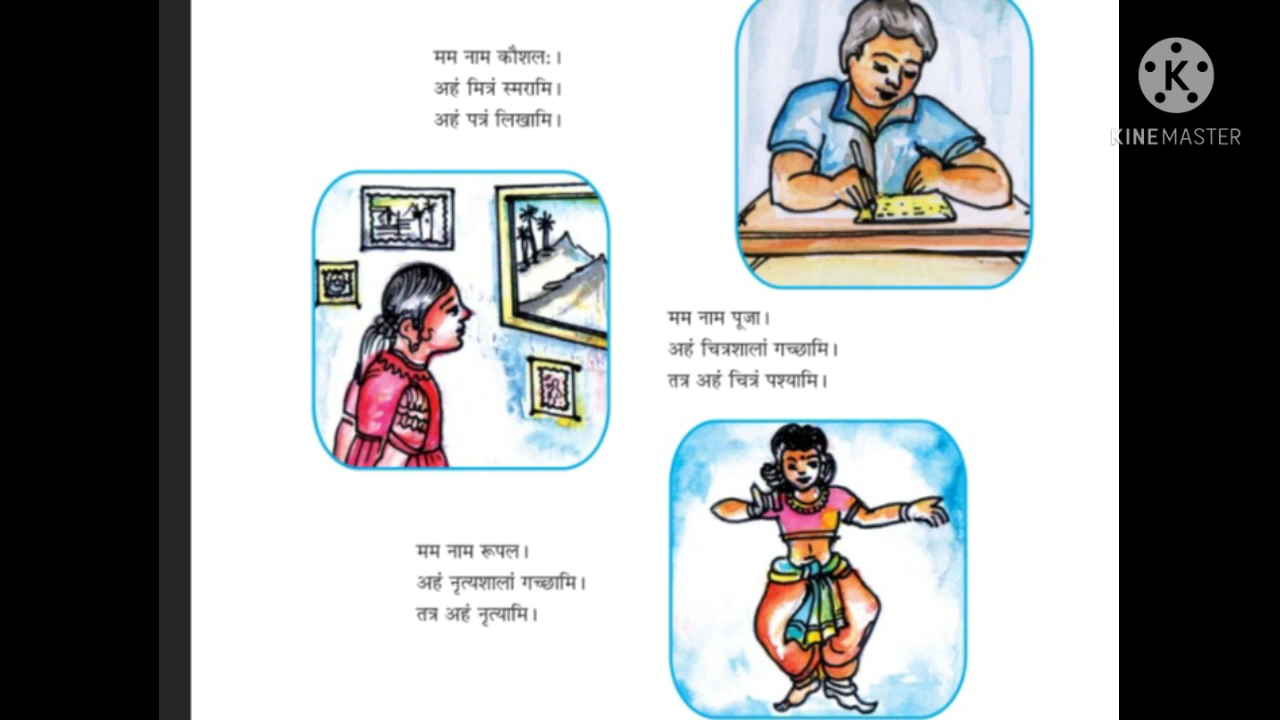 मम नाम कौशल:।
अहं मित्रं स्मरामि।
अहं पत्रं लिखामि।
KINEMASTER
मम नाम पूजा।
अहं चित्रशालां गच्छामि।
तत्र अहं चित्रं पश्यामि।
मम नाम रूपल।
अहं नृत्यशालां गच्छामि।
तत्र अहं नृत्यामि।